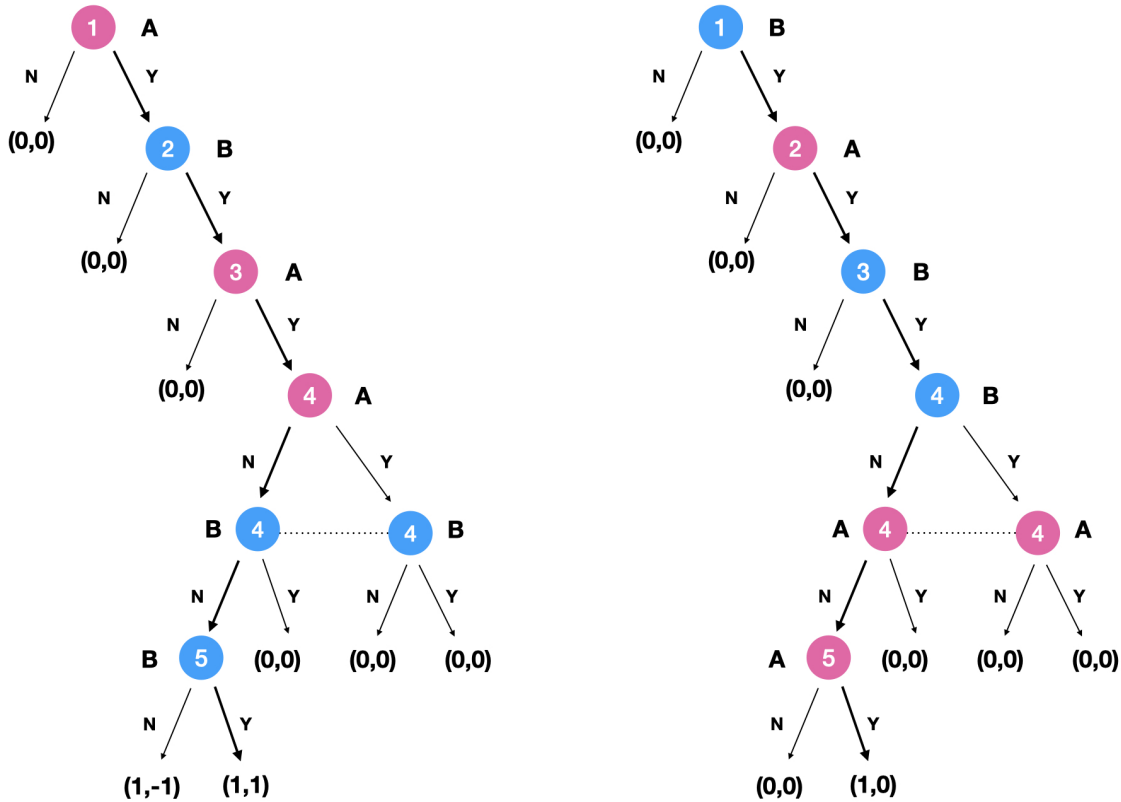 1 A
N Y
(0,0)
2 B
N Y
(0,0)
3 A
N Y
(0,0)
4 A
N Y
B 4 4 B
N Y N Y
B 5 (0,0) (0,0) (0,0)
N Y
(1,-1) (1,1)
1 B
N Y
(0,0)
2 A
N Y
(0,0)
3 B
N Y
(0,0)
4 B
N Y
A 4 4 A
N Y N Y
A 5 (0,0) (0,0) (0,0)
N Y
(0,0) (1,0)